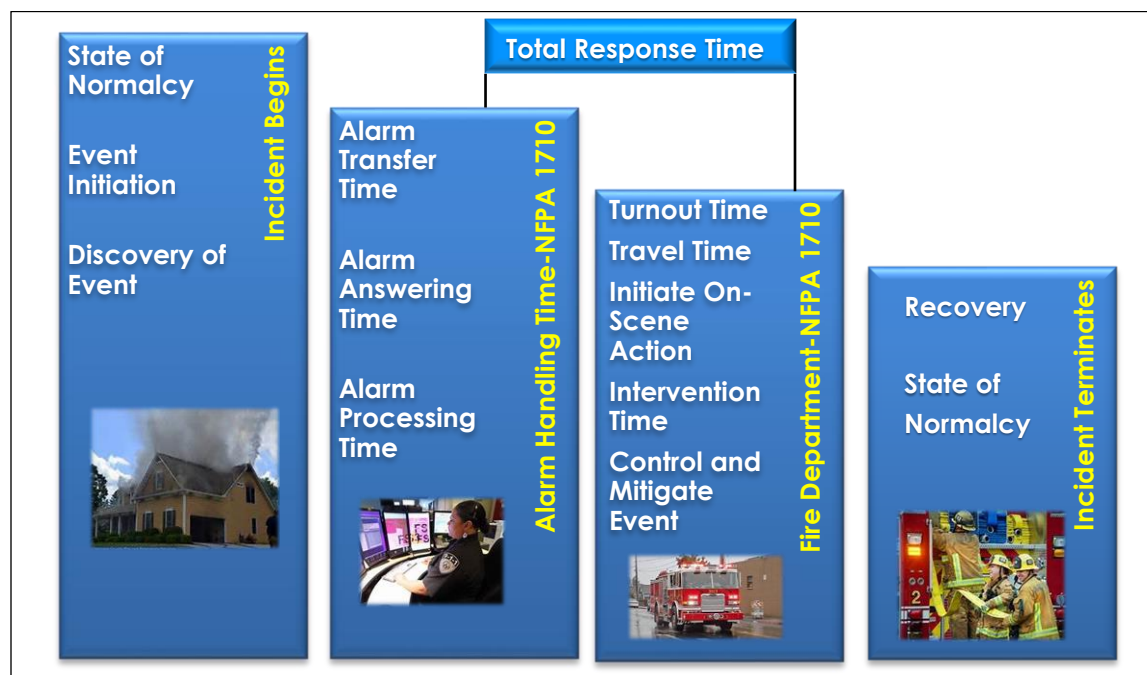 Total Response Time
State of
Normalcy
Event
Initiation
Discovery of
Event
Incident Begins
Alarm
Transfer
Time
Alarm
Answering
Time
Alarm
Processing
Time
Alarm Handling Time-NFPA 1710
Turnout Time
Travel Time
Initiate On-
Scene
Action
Intervention
Time
Control and
Mitigate
Event
Fire Department-NFPA 1710
Recovery
State of
Normalcy
Incident Terminates
2